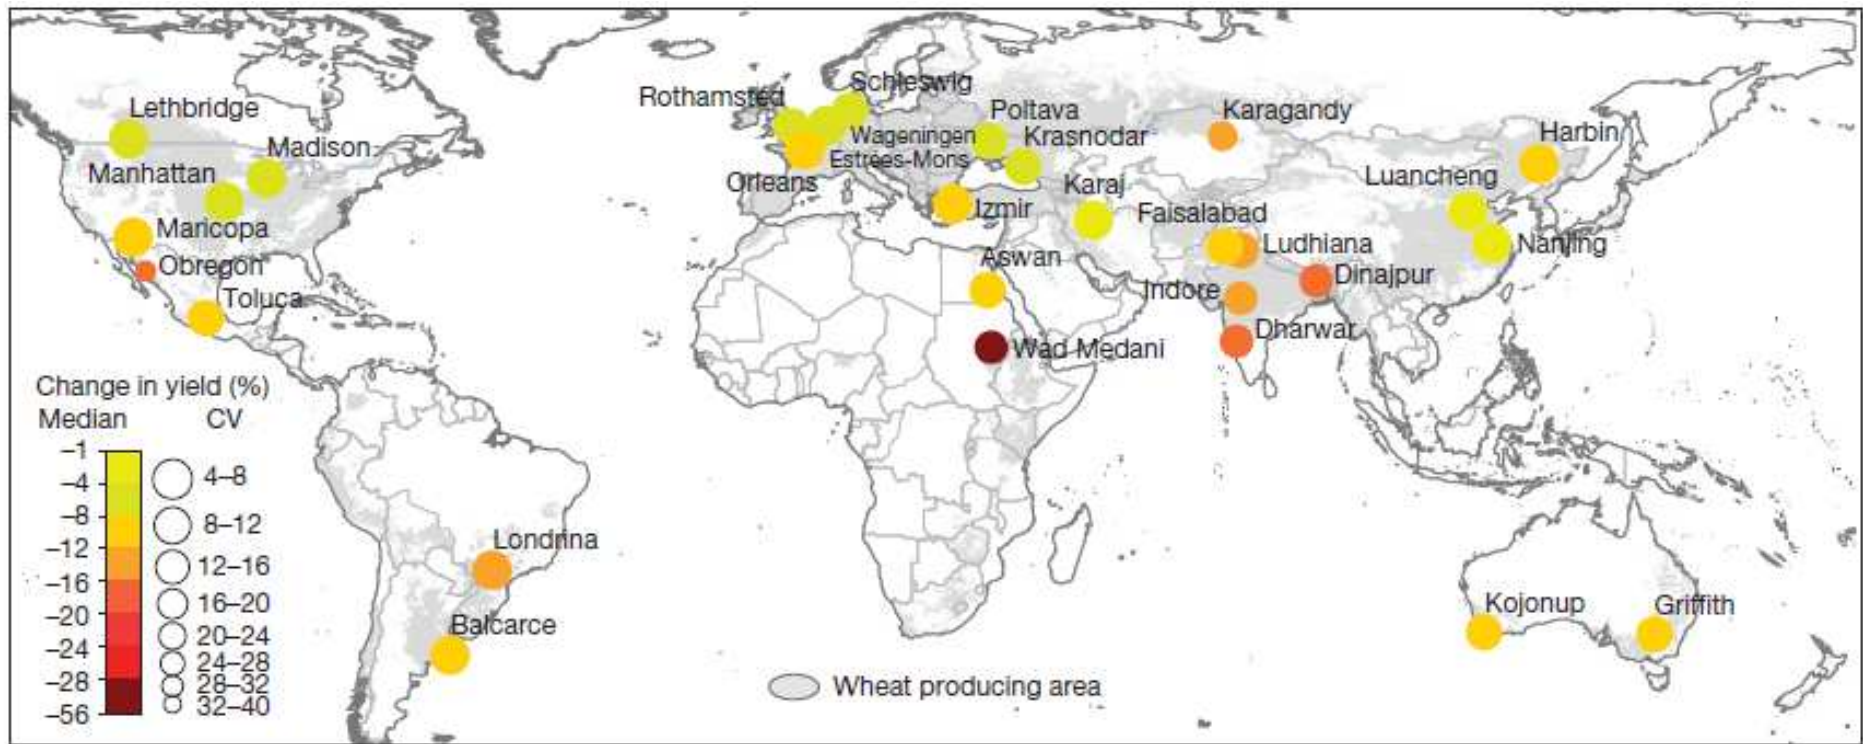 Schleswig
Rothamsted
Lethbridge
Poltava
Karagandy
Wageningen
Krasnodar
Harbin
Madison
Estrees-Mons
Manhattan
Orleans
Karaj
Luancheng
Izmir
Faisalabad
Maricopa
Ludhiana
Nanjing
Obregon
Aswan
Dinajpur
Toluca
Indore
Dharwar
Wad Medani
Change in yield (%)
Median CV
–1
–4
–8
–12
–16
–20
–24
–28
–56
4–8
8–12
12–16
16–20
20–24
24–28
28–32
32–40
Londrina
Balcarce
Kojonup
Griffith
Wheat producing area